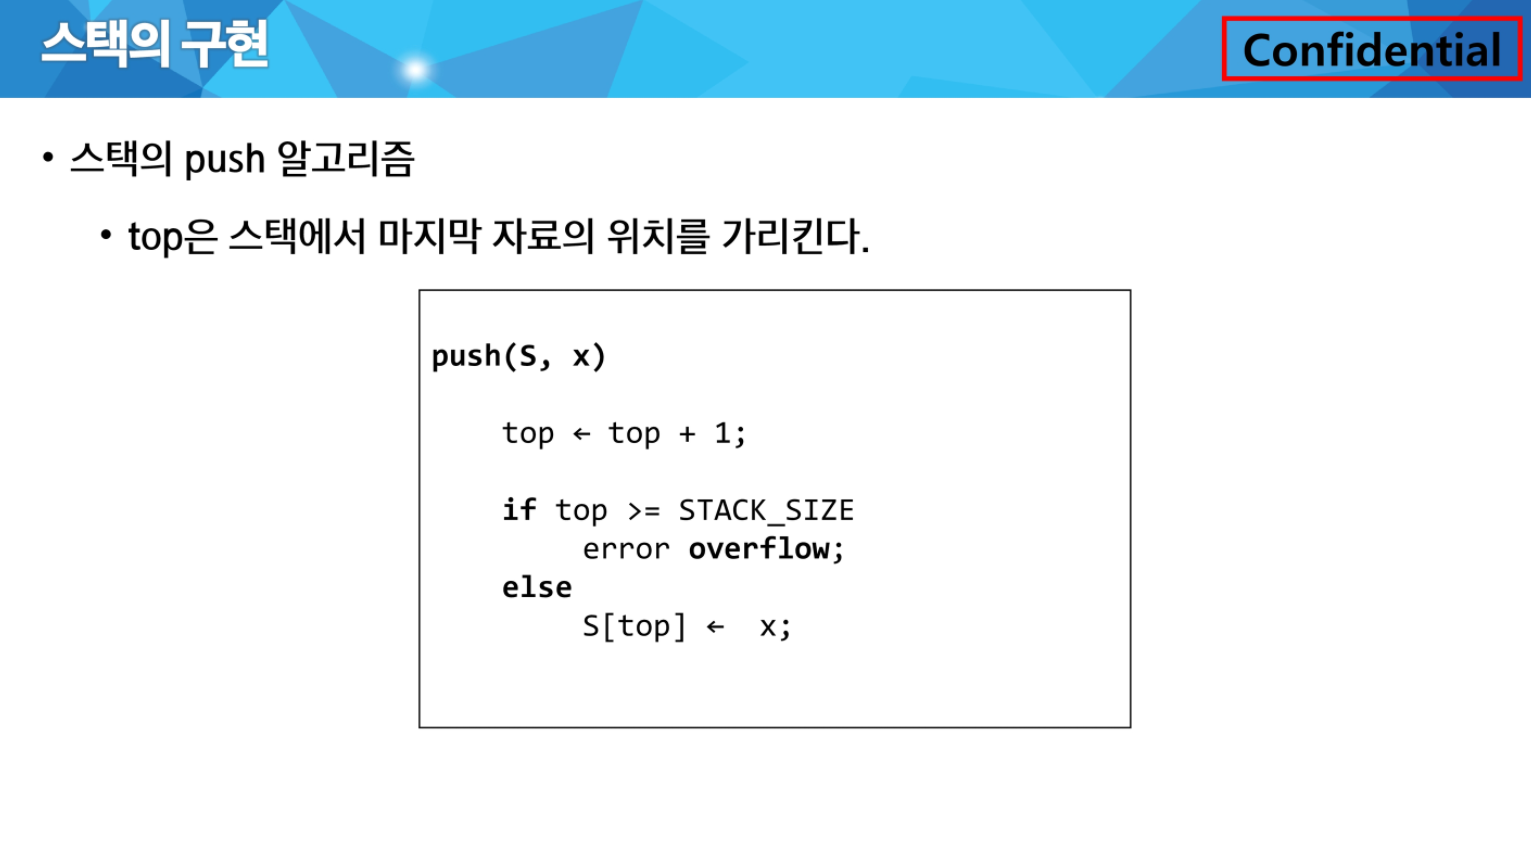 스택의 구현
Confidential
• 스택의 push 알고리즘
• top은 스택에서 마지막 자료의 위치를 가리킨다.
push(S, x)
top ← top + 1;
if top >= STACK_SIZE
error overflow;
else
S[top] ← x;